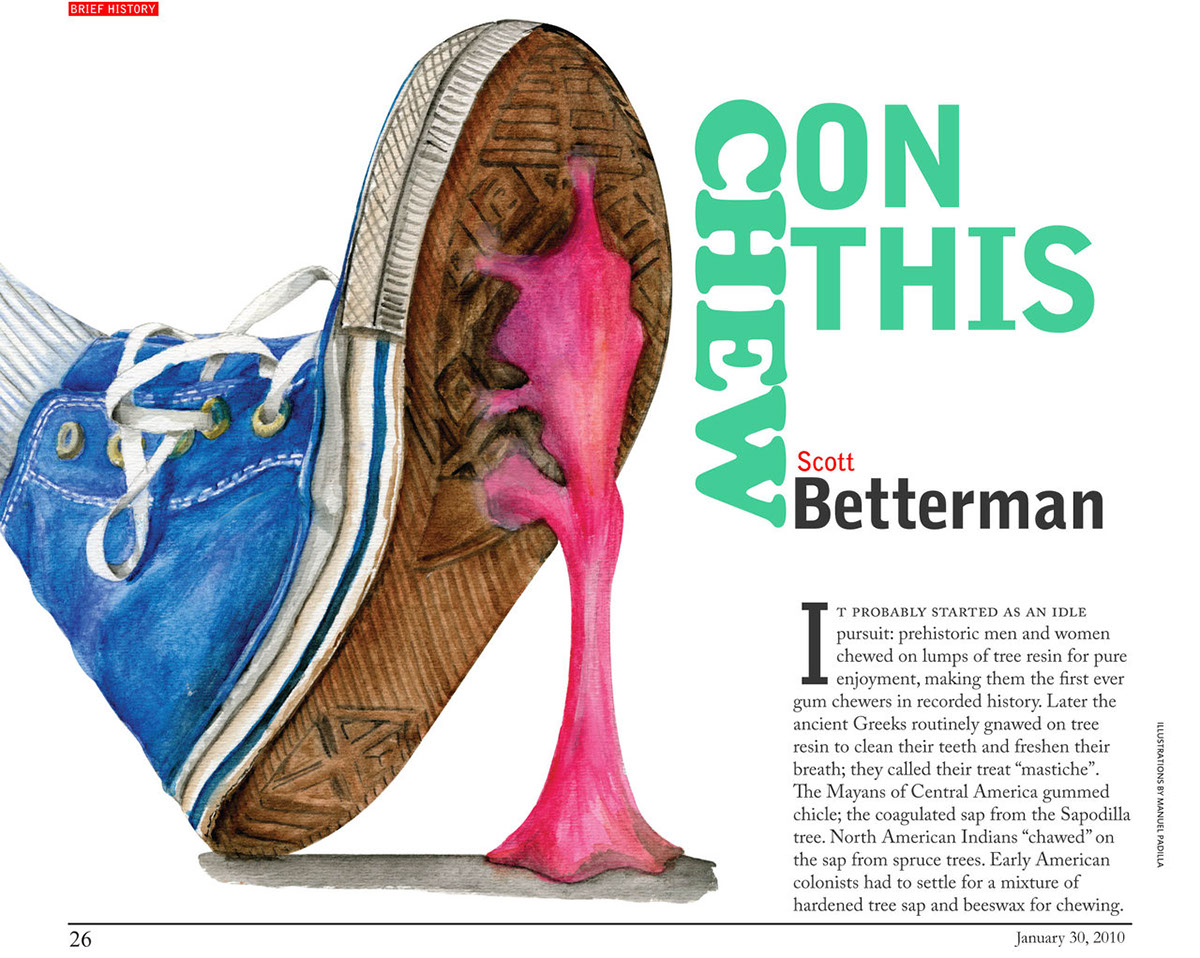 BRIEF HISTORY
CHEW
ON
THIS
Scott
Betterman
IT PROBABLY STARTED AS AN IDLE
pursuit: prehistoric men and women
chewed on lumps of tree resin for pure
enjoyment, making them the first ever
gum chewers in recorded history. Later the
ancient Greeks routinely gnawed on tree
resin to clean their teeth and freshen their
breath; they called their treat “mastiche”.
The Mayans of Central America gummed
chicle; the coagulated sap from the Sapodilla
tree. North American Indians “chawed” on
the sap from spruce trees. Early American
colonists had to settle for a mixture of
hardened tree sap and beeswax for chewing.
ILLUSTRATIONS BY MANUEL PADILLA
26
January 30, 2010